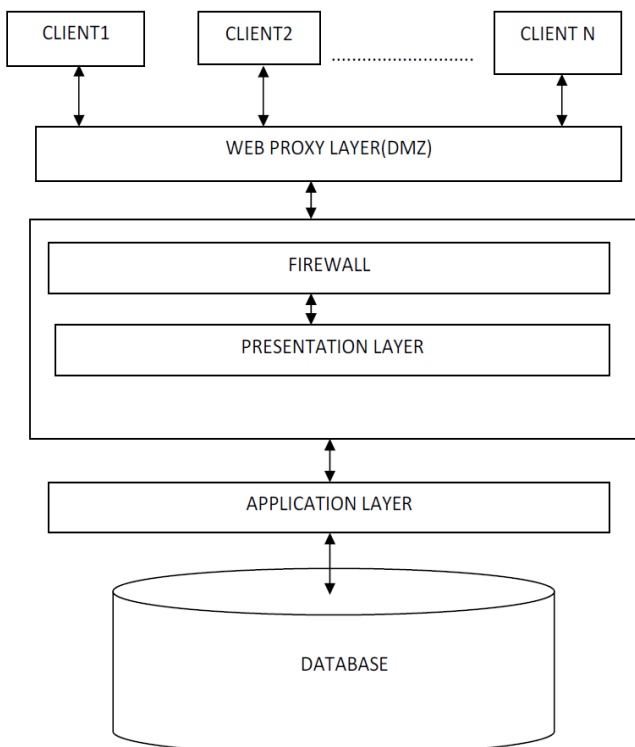 CLIENT1
CLIENT2
CLIENT N
WEB PROXY LAYER(DMZ)
FIREWALL
PRESENTATION LAYER
APPLICATION LAYER
DATABASE